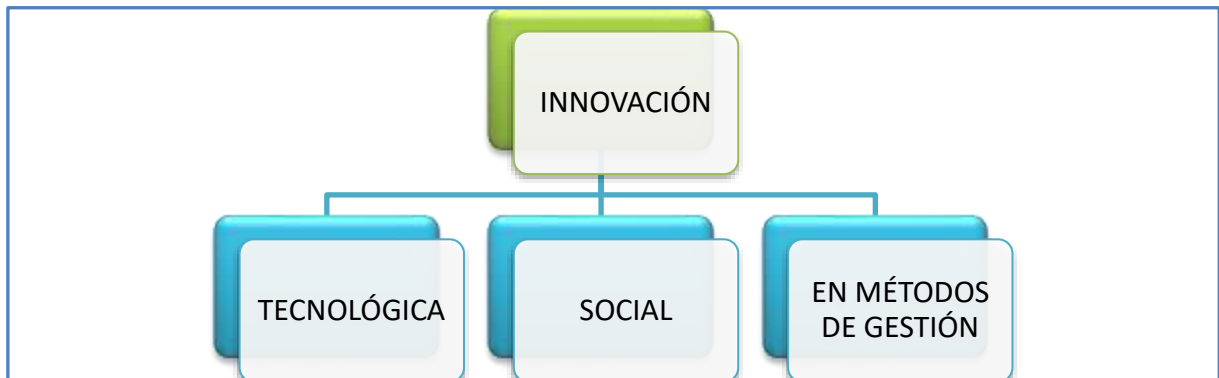 INNOVACIÓN
TECNOLÓGICA
SOCIAL
EN MÉTODOS
DE GESTIÓN